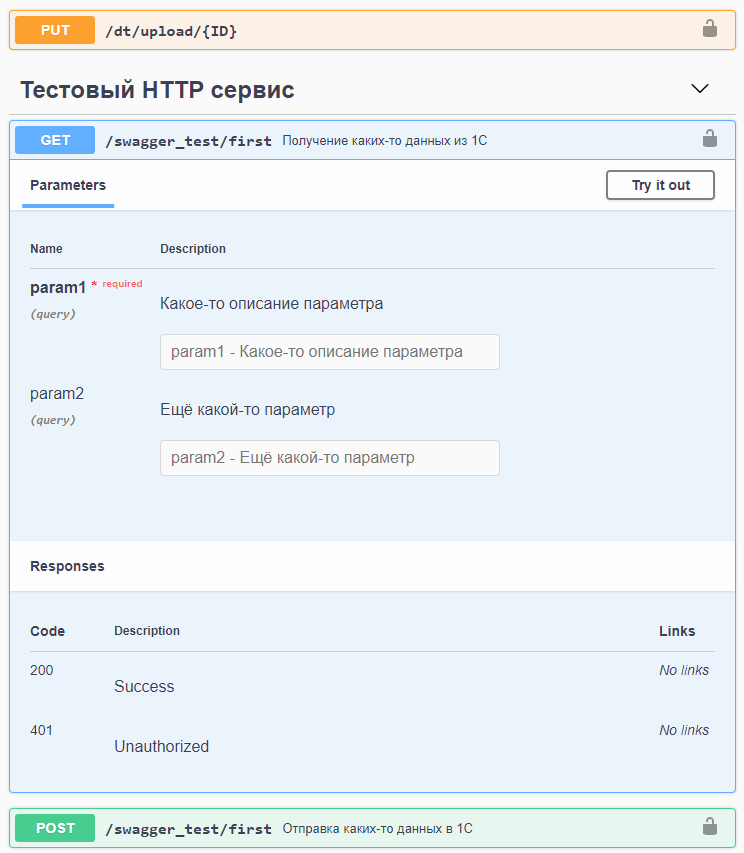 PUT /dt/upload/{ID}
Тестовый HTTP сервис
GET /swagger_test/first Получение каких-то данных из 1С
Parameters Try it out
Name Description
param1 * required
(query)
Какое-то описание параметра
param1 - Какое-то описание параметра
param2
(query)
Ещё какой-то параметр
param2 - Ещё какой-то параметр
Responses
Code Description Links
200 Success No links
401 Unauthorized No links
POST /swagger_test/first Отправка каких-то данных в 1С